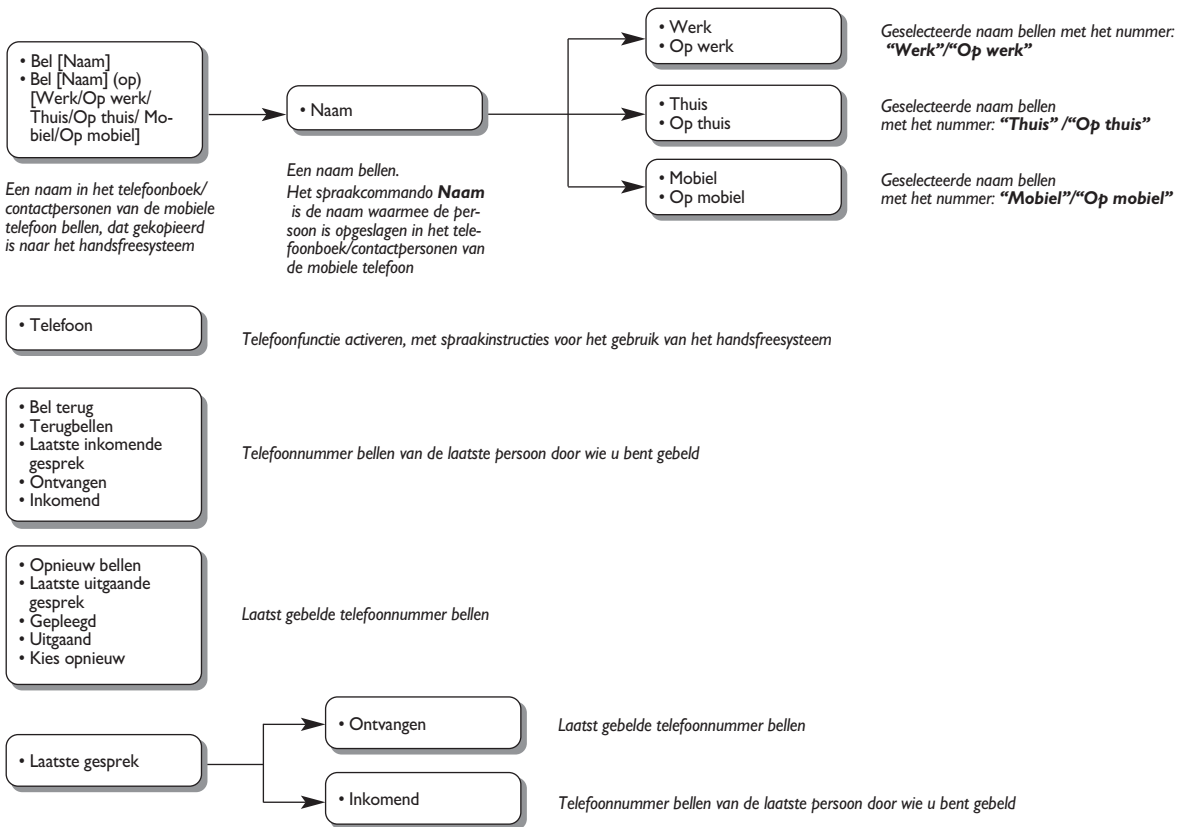 • Bel [Naam]
• Bel [Naam] (op)
[Werk/Op werk/
Thuis/Op thuis/ Mo-
biel/Op mobiel]
Een naam in het telefoonboek/
contactpersonen van de mobiele
telefoon bellen, dat gekopieerd
is naar het handsfreesysteem
• Naam
Een naam bellen.
Het spraakcommando Naam
is de naam waarmee de per-
soon is opgeslagen in het tele-
foonboek/contactpersonen van
de mobiele telefoon
• Werk
• Op werk
Geselecteerde naam bellen met het nummer:
“Werk”/“Op werk”
• Thuis
• Op thuis
Geselecteerde naam bellen
met het nummer: “Thuis” /“Op thuis”
• Mobiel
• Op mobiel
Geselecteerde naam bellen
met het nummer: “Mobiel”/“Op mobiel”
• Telefoon
Telefoonfunctie activeren, met spraakinstructies voor het gebruik van het handsfreesysteem
• Bel terug
• Terugbellen
• Laatste inkomende
gesprek
• Ontvangen
• Inkomend
Telefoonnummer bellen van de laatste persoon door wie u bent gebeld
• Opnieuw bellen
• Laatste uitgaande
gesprek
• Gepleegd
• Uitgaand
• Kies opnieuw
Laatst gebelde telefoonnummer bellen
• Laatste gesprek
• Ontvangen
Laatst gebelde telefoonnummer bellen
• Inkomend
Telefoonnummer bellen van de laatste persoon door wie u bent gebeld